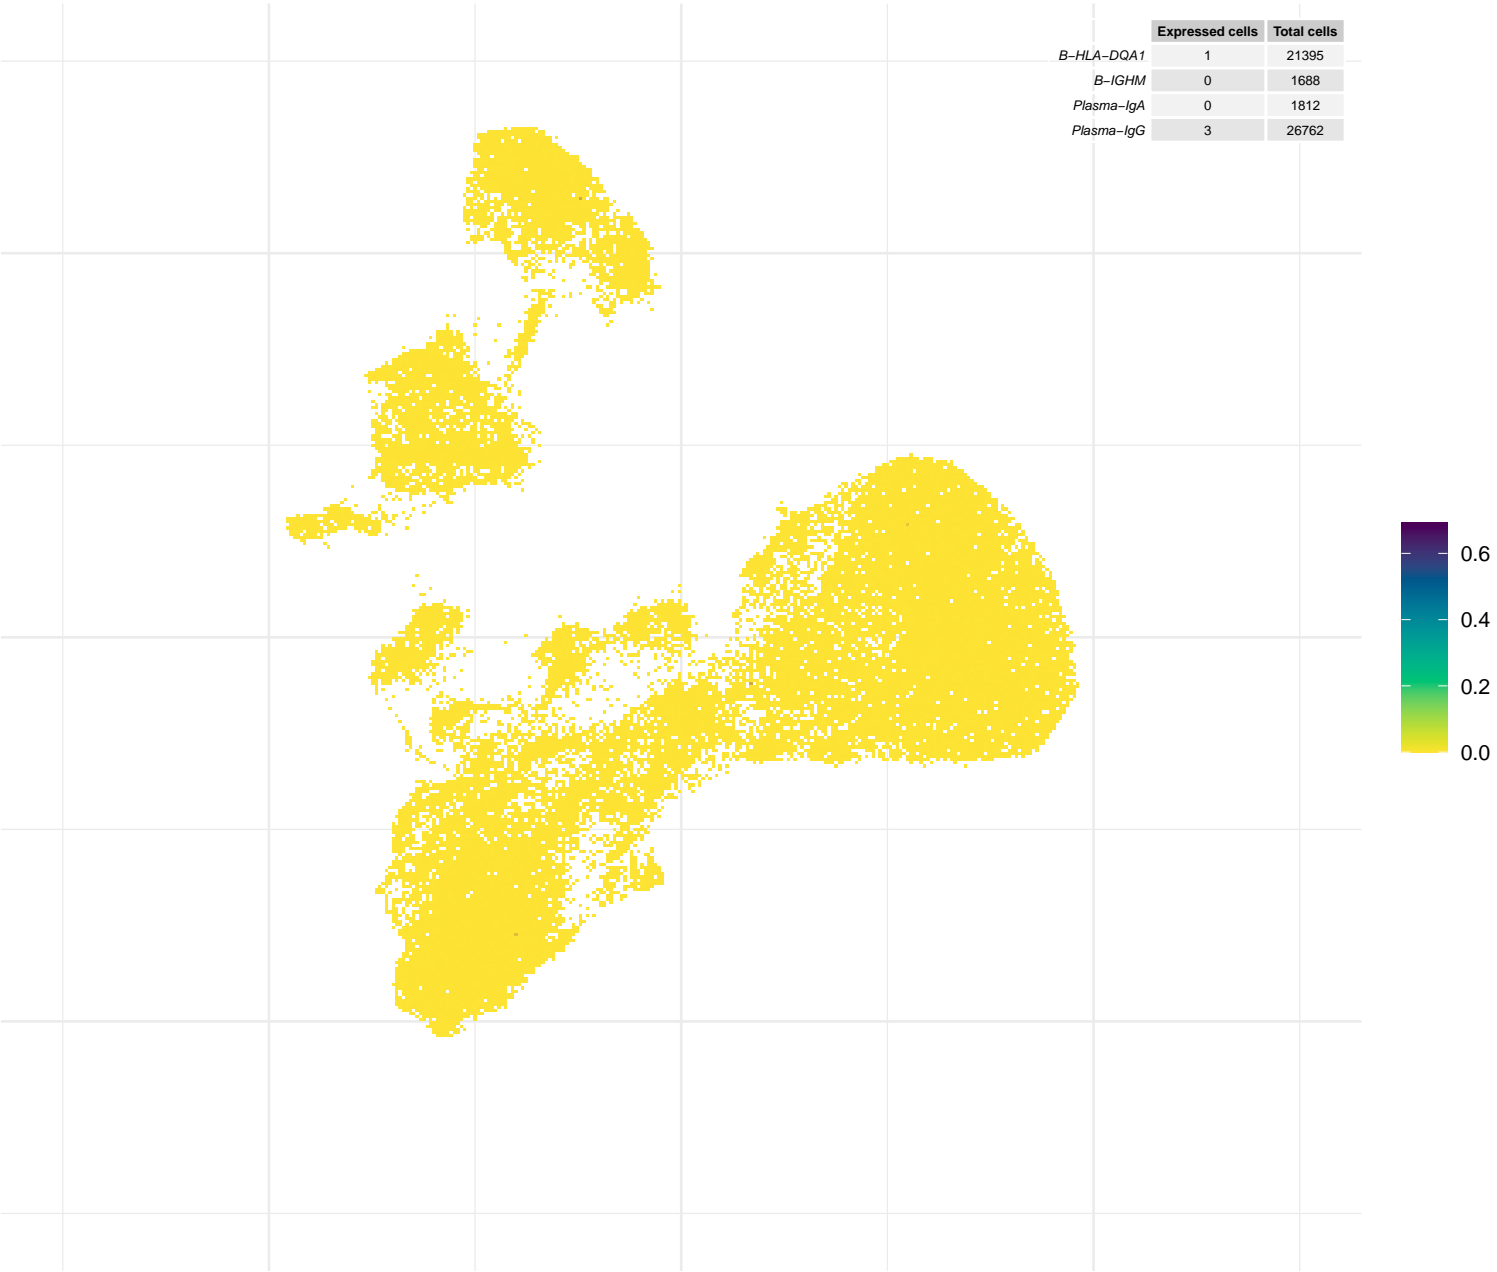 Expressed cells Total cells
B−HLA−DQA1 1 21395
B−IGHM 0 1688
Plasma−IgA 0 1812
Plasma−IgG 3 26762
0.6
0.4
0.2
0.0